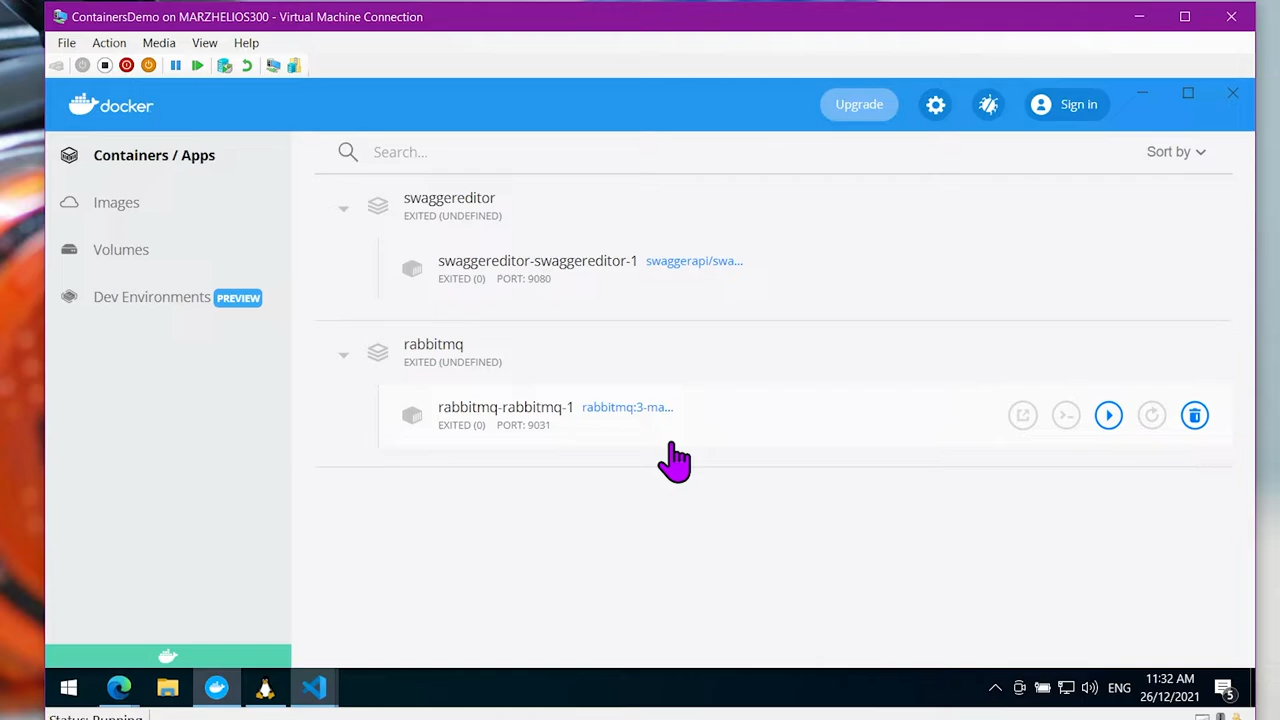 ContainersDemo on MARZHELIOS300 - Virtual Machine Connection
File Action Media View Help
docker
Upgrade
Sign in
Containers / Apps
Images
Volumes
Dev Environments PREVIEW
Search...
Sort by
swaggereditor
EXITED (UNDEFINED)
swaggereditor-swaggereditor-1 swaggerapi/swa...
EXITED (0) PORT: 9080
rabbitmq
EXITED (UNDEFINED)
rabbitmq-rabbitmq-1 rabbitmq:3-ma...
EXITED (0) PORT: 9031
ENG
11:32 AM
26/12/2021
5
Status: Running